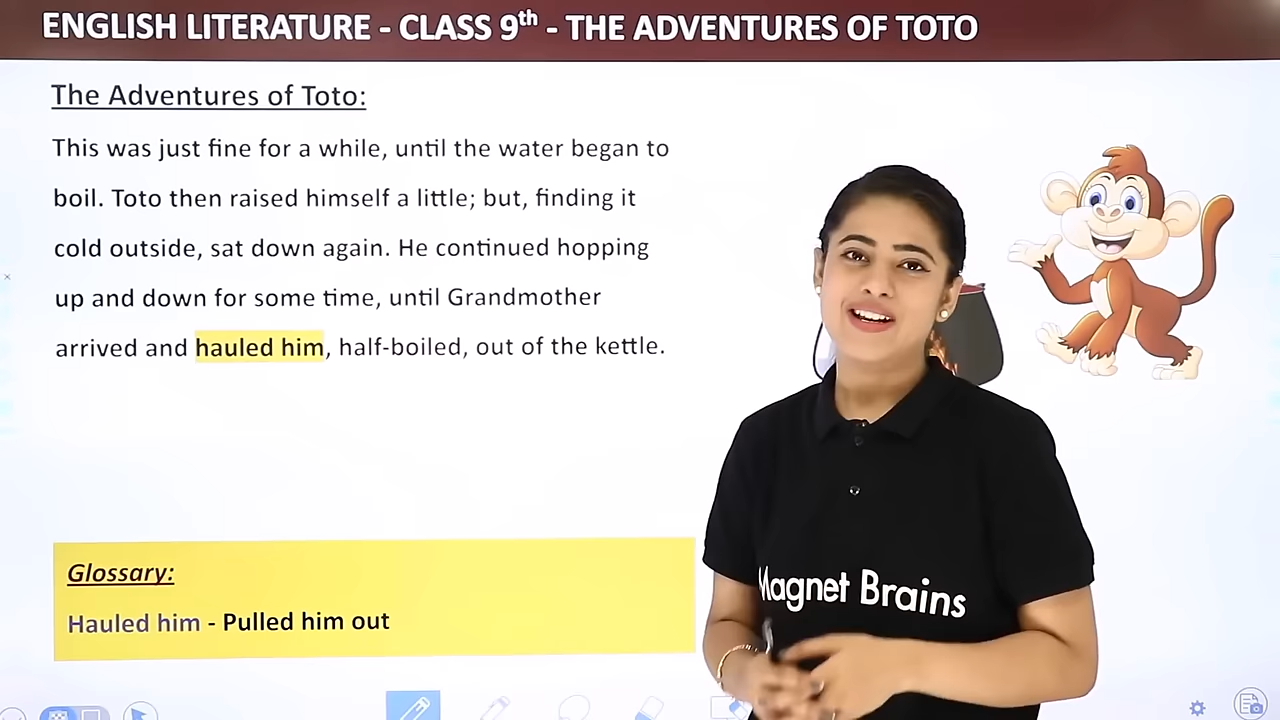 ENGLISH LITERATURE - CLASS 9th - THE ADVENTURES OF TOTO
The Adventures of Toto:
This was just fine for a while, until the water began to
boil. Toto then raised himself a little; but, finding it
cold outside, sat down again. He continued hopping
up and down for some time, until Grandmother
arrived and hauled him, half-boiled, out of the kettle.
Glossary:
Hauled him - Pulled him out
Magnet Brains